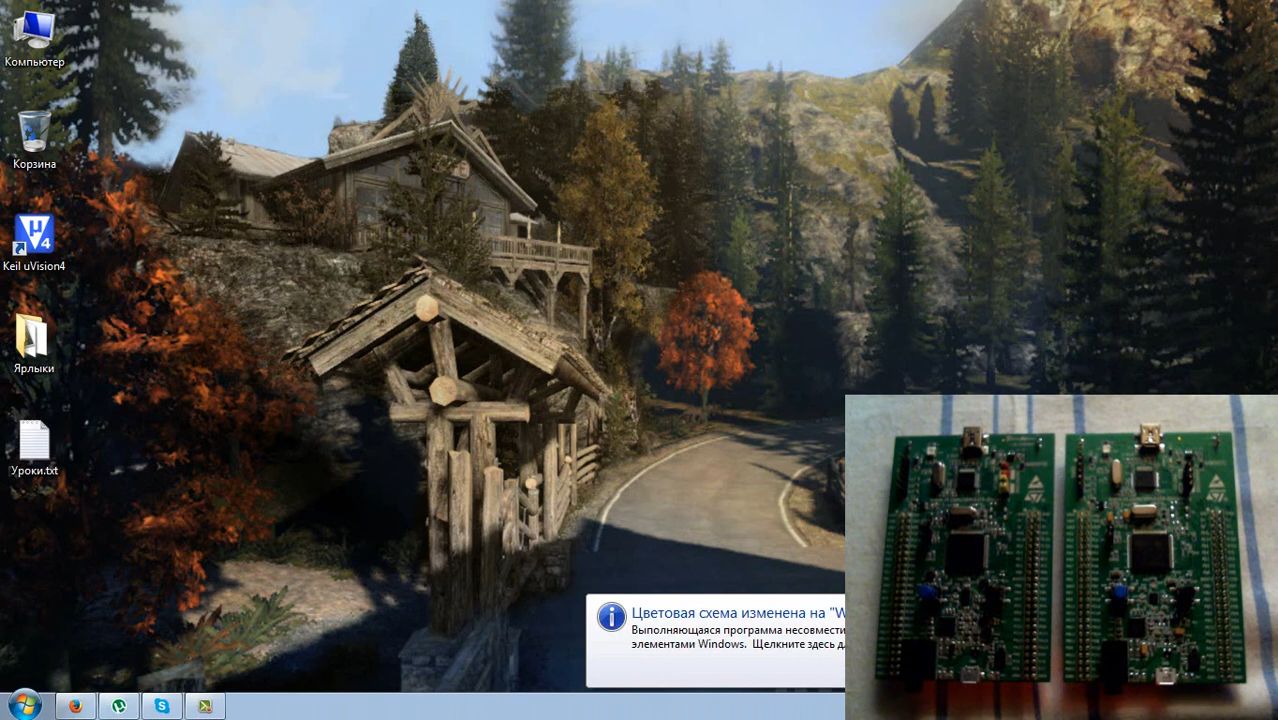 Компьютер
Корзина
Keil uVision4
Ярлыки
Уроки.txt
Цветовая схема изменена на "W
Выполняющаяся программа несовмести
элементами Windows. Щелкните здесь д